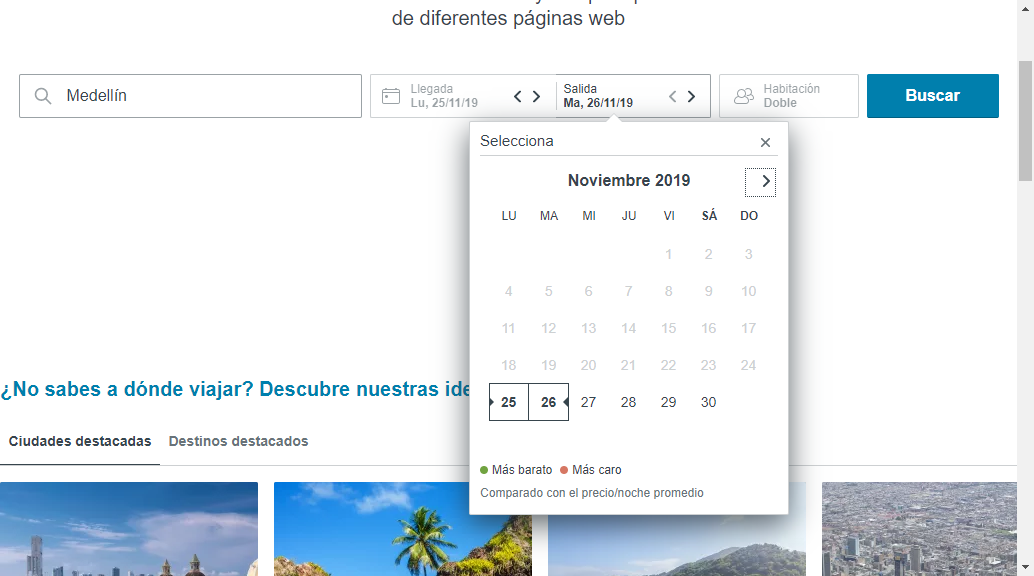 de diferentes páginas web
Medellín
Llegada
Lu, 25/11/19
Salida
Ma, 26/11/19
Habitación
Doble
Buscar
Selecciona
Noviembre 2019
LU MA MI JU VI SÁ DO
1 2 3
4 5 6 7 8 9 10
11 12 13 14 15 16 17
18 19 20 21 22 23 24
25 26 27 28 29 30
Más barato Más caro
Comparado con el precio/noche promedio
¿No sabes a dónde viajar? Descubre nuestras ide
Ciudades destacadas Destinos destacados